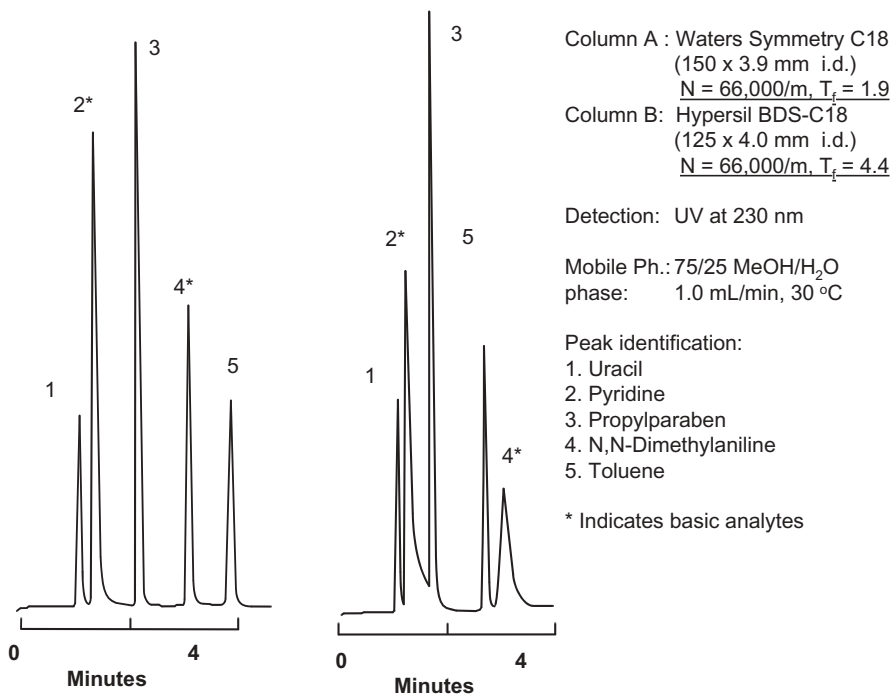 3
2*
4*
1
5
0
4
Minutes
3
2*
5
1
4*
0
4
Minutes
Column A : Waters Symmetry C18
(150 x 3.9 mm i.d.)
N = 66,000/m, Tf = 1.9
Column B: Hypersil BDS-C18
(125 x 4.0 mm i.d.)
N = 66,000/m, Tf = 4.4
Detection: UV at 230 nm
Mobile Ph.: 75/25 MeOH/H2O
phase: 1.0 mL/min, 30 °C
Peak identification:
1. Uracil
2. Pyridine
3. Propylparaben
4. N,N-Dimethylaniline
5. Toluene
* Indicates basic analytes